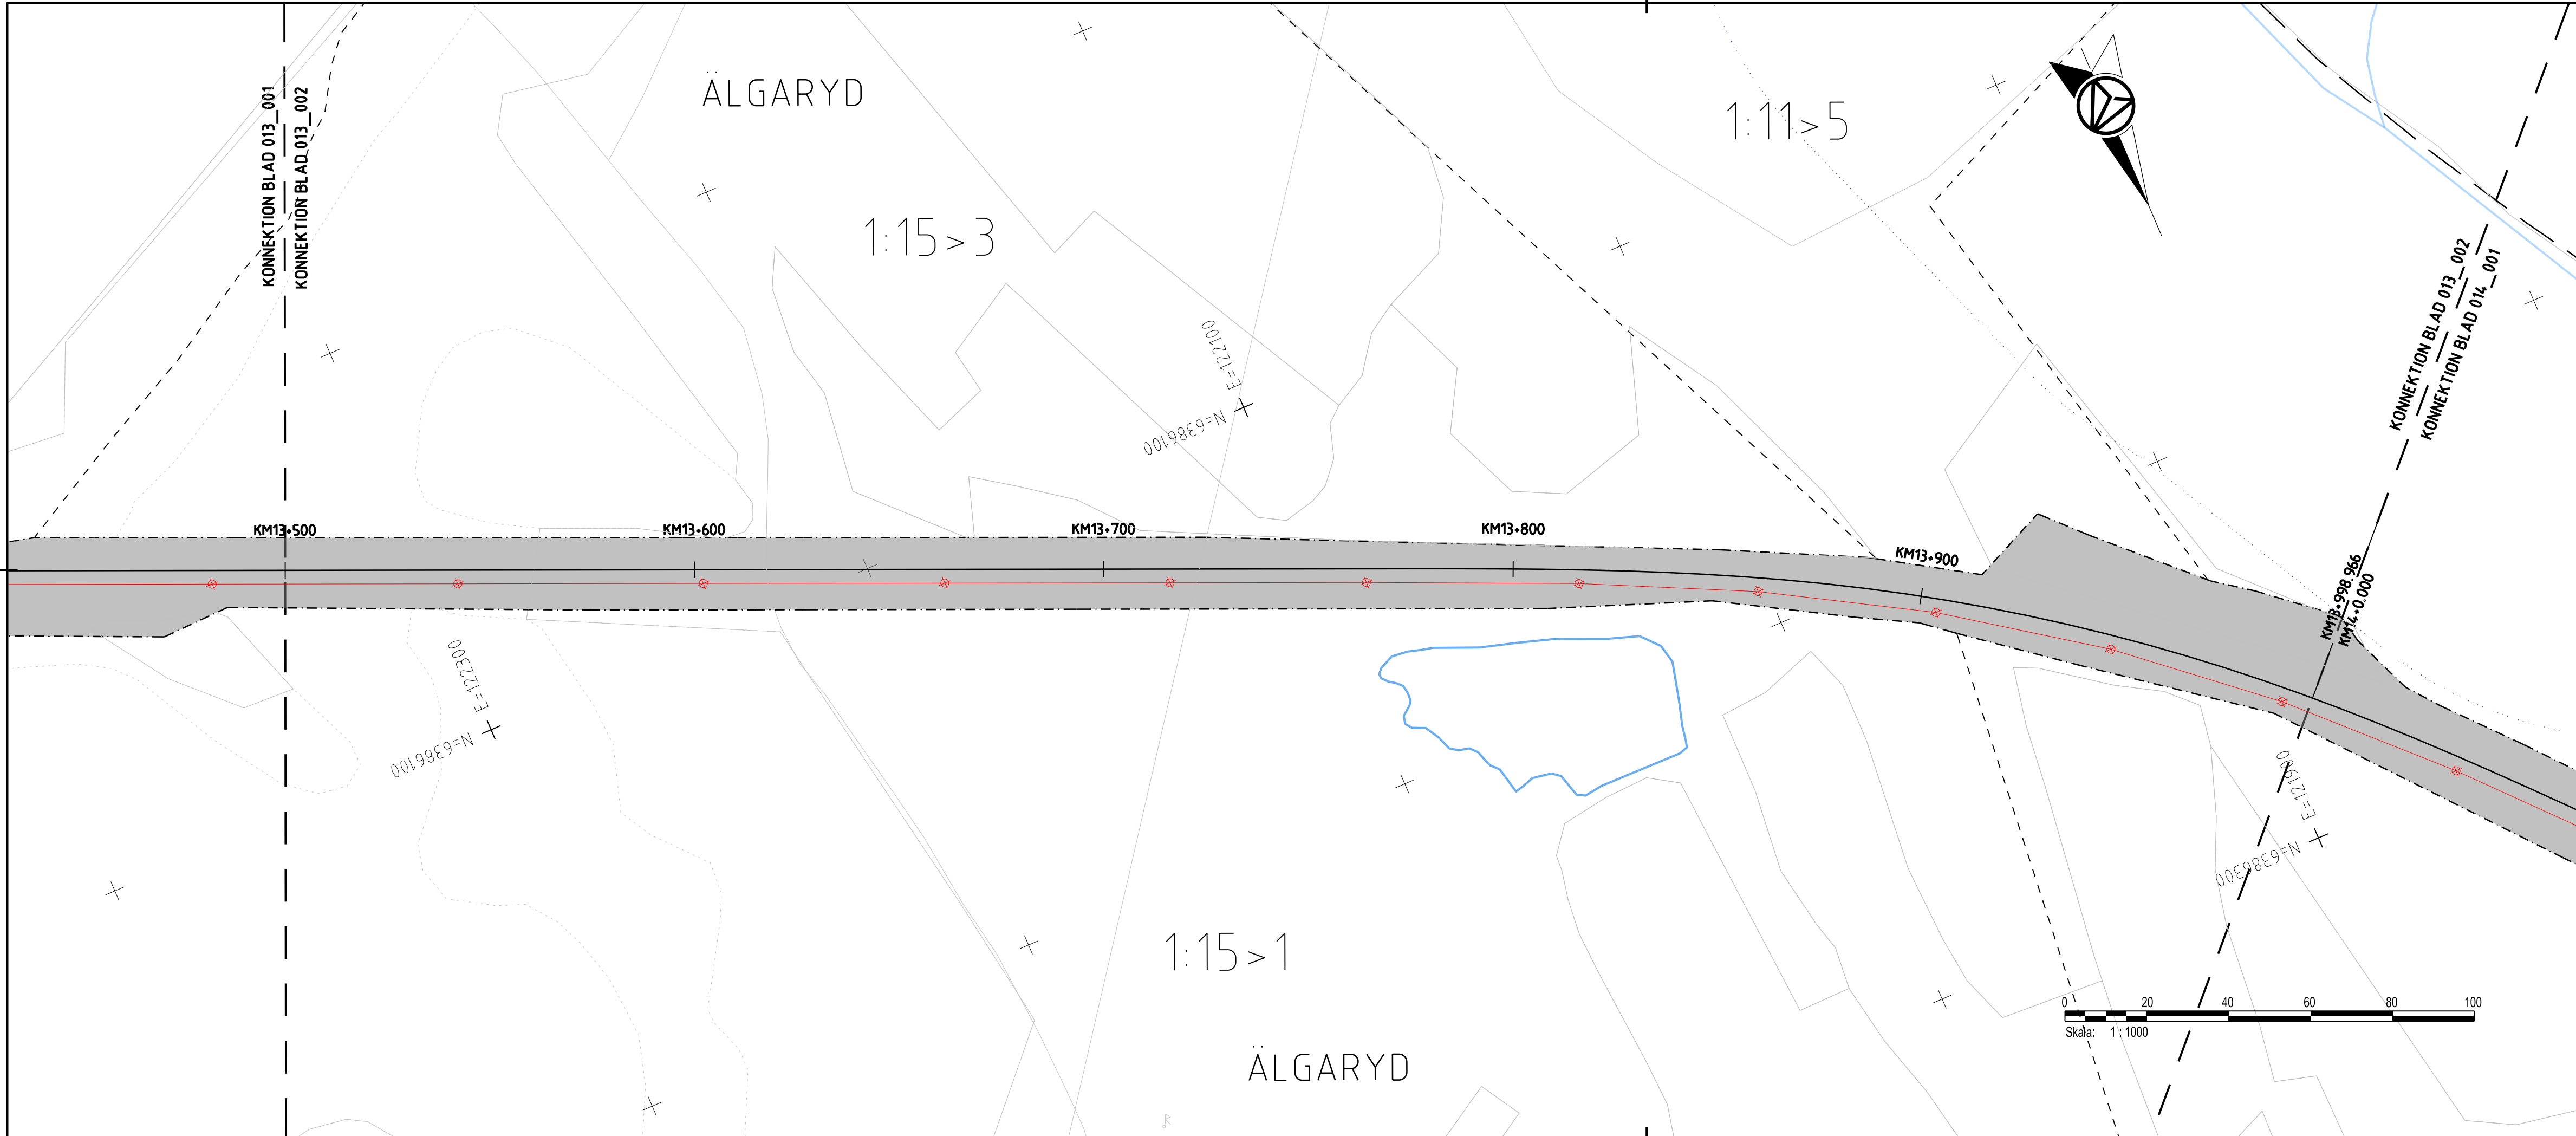 ÄLGARYD
1:11>5
1:15>3
KONNEKTION BLAD 013_001
KONNEKTION BLAD 013_002
E=122100
N=6386100
KONNEKTION BLAD 013_002
KONNEKTION BLAD 014_001
KM13+500
KM13+600
KM13+700
KM13+800
KM13+900
KM13+998.966
KM14+0.000
E=122300
N=6386100
E=121900
N=6386300
1:15>1
ÄLGARYD
0 20 40 60 80 100
Skala: 1 : 1000